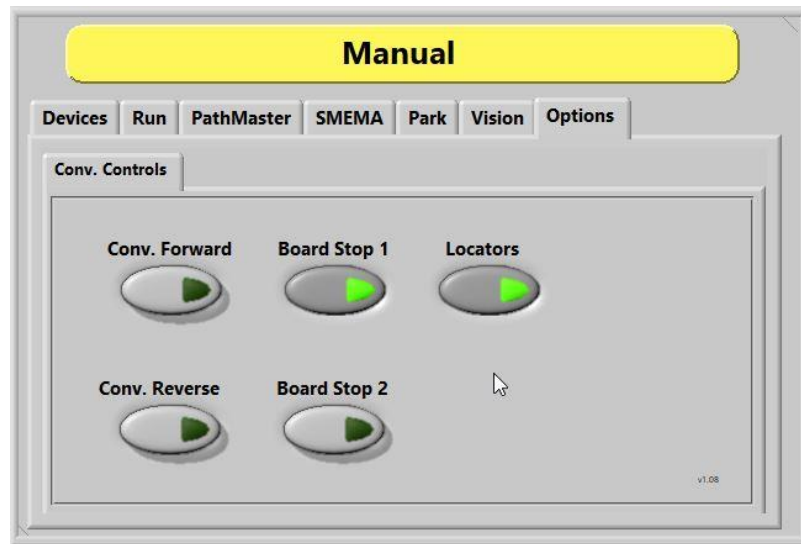 Manual
Devices Run PathMaster SMEMA Park Vision Options
Conv. Controls
Conv. Forward Board Stop 1 Locators
Conv. Reverse Board Stop 2
v1.08